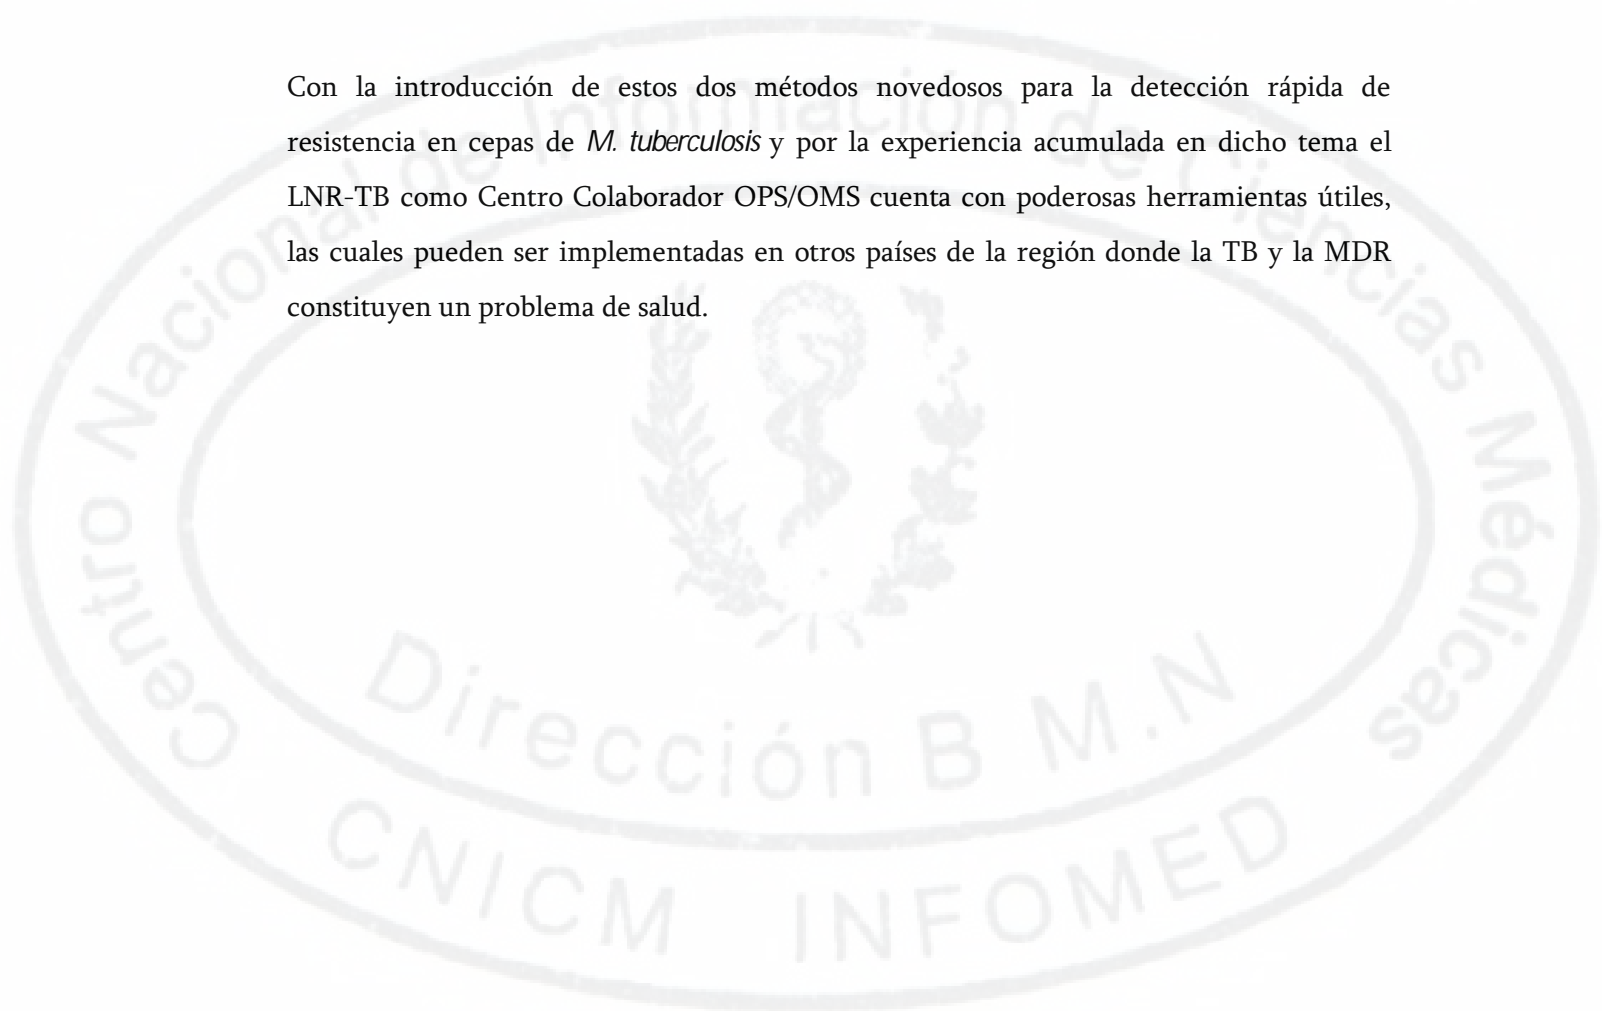 Con la introducción de estos dos métodos novedosos para la detección rápida de
resistencia en cepas de M. tuberculosis y por la experiencia acumulada en dicho tema el
LNR-TB como Centro Colaborador OPS/OMS cuenta con poderosas herramientas útiles,
las cuales pueden ser implementadas en otros países de la región donde la TB y la MDR
constituyen un problema de salud.
Centro Nacional de Información de Ciencias Médicas
Dirección B M.N
CNICM INFOMED